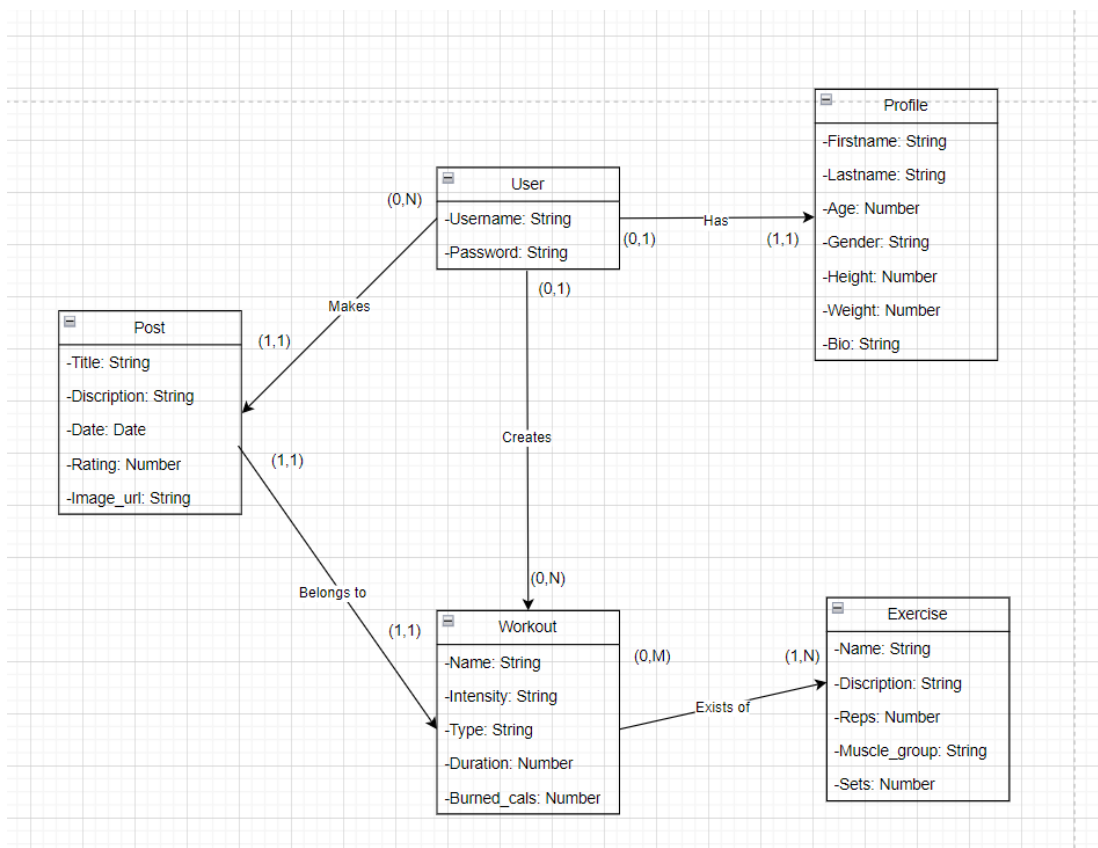 Profile
-Firstname: String
-Lastname: String
-Age: Number
-Gender: String
-Height: Number
-Weight: Number
-Bio: String
User
-Username: String
-Password: String
(0,N)
(0,1)
Has
(1,1)
(0,1)
Makes
(1,1)
Post
-Title: String
-Discription: String
-Date: Date
-Rating: Number
-Image_url: String
(1,1)
Creates
Belongs to
(1,1)
(0,N)
Workout
-Name: String
-Intensity: String
-Type: String
-Duration: Number
-Burned_cals: Number
(0,M)
(1,N)
Exists of
Exercise
-Name: String
-Discription: String
-Reps: Number
-Muscle_group: String
-Sets: Number